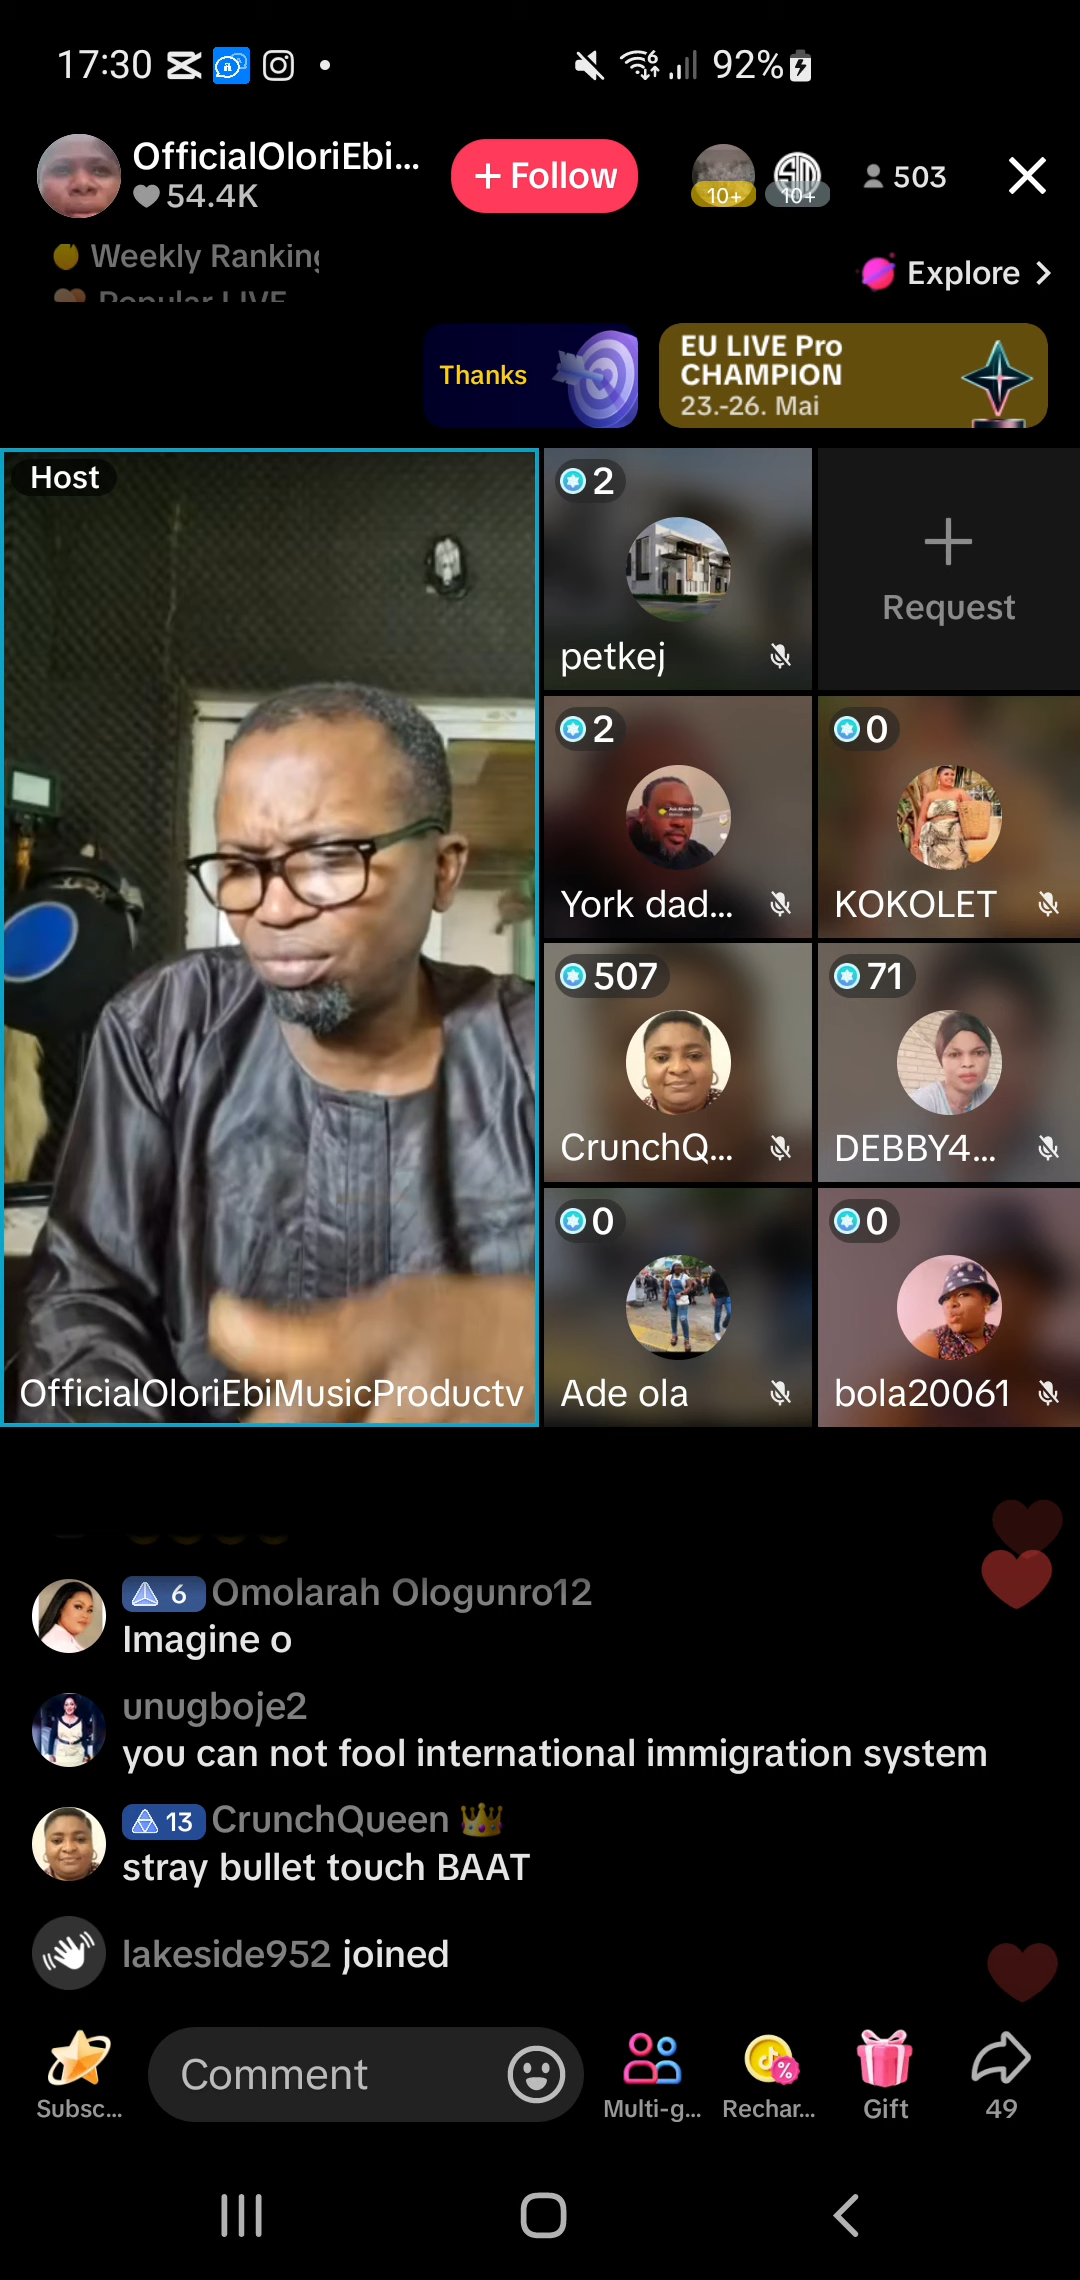 17:30
92%
OfficialOloriEbi...
54.4K
+ Follow
10+
10+
503
Weekly Ranking
Popular LIVE
Explore
Thanks
EU LIVE Pro
CHAMPION
23.-26. Mai
Host
2
petkej
Request
2
York dad...
0
KOKOLET
507
CrunchQ...
71
DEBBY4...
0
Ade ola
0
bola20061
OfficialOloriEbiMusicProductv
6 Omolarah Ologunro12
Imagine o
unugboje2
you can not fool international immigration system
13 CrunchQueen 👑
stray bullet touch BAAT
lakeside952 joined
Subsc...
Comment
Multi-g...
Rechar...
Gift
49